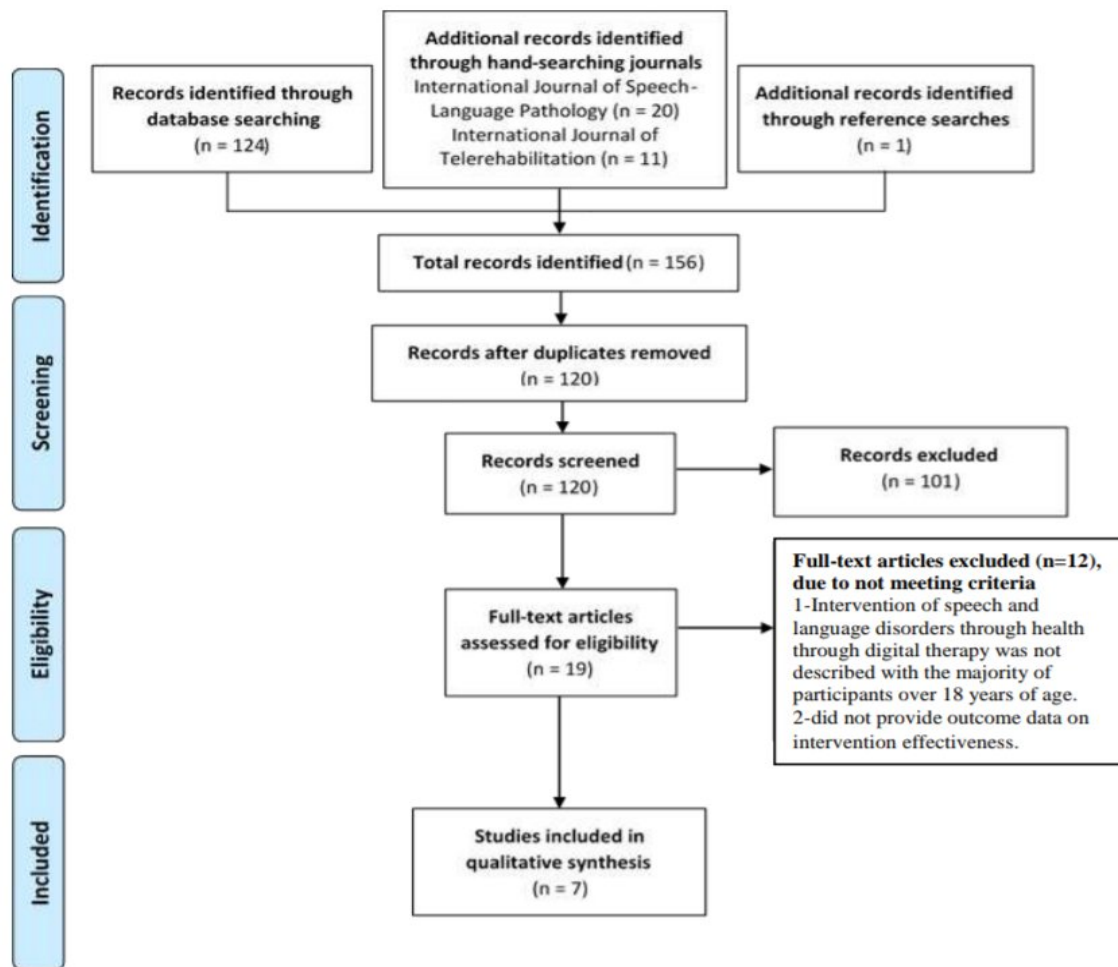 Identification
Records identified through
database searching
(n = 124)
Additional records identified
through hand-searching journals
International Journal of Speech-
Language Pathology (n = 20)
International Journal of
Telerehabilitation (n = 11)
Additional records identified
through reference searches
(n = 1)
Total records identified (n = 156)
Screening
Records after duplicates removed
(n = 120)
Records screened
(n = 120)
Records excluded
(n = 101)
Eligibility
Full-text articles
assessed for eligibility
(n = 19)
Full-text articles excluded (n=12),
due to not meeting criteria
1-Intervention of speech and
language disorders through health
through digital therapy was not
described with the majority of
participants over 18 years of age.
2-did not provide outcome data on
intervention effectiveness.
Included
Studies included in
qualitative synthesis
(n = 7)